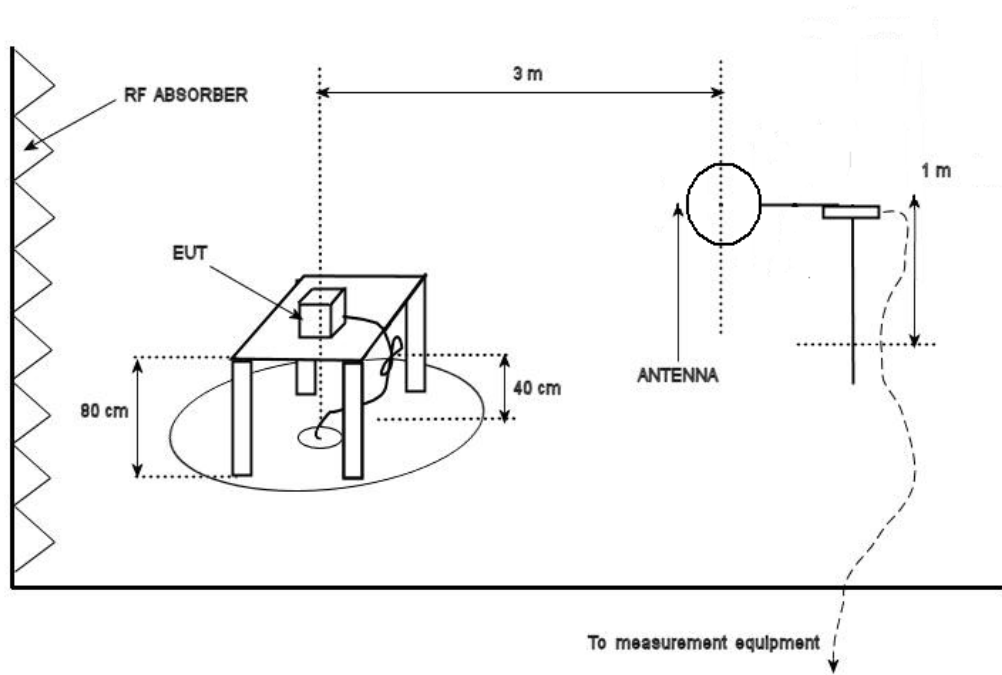 3 m
RF ABSORBER
1 m
EUT
ANTENNA
80 cm
40 cm
To measurement equipment